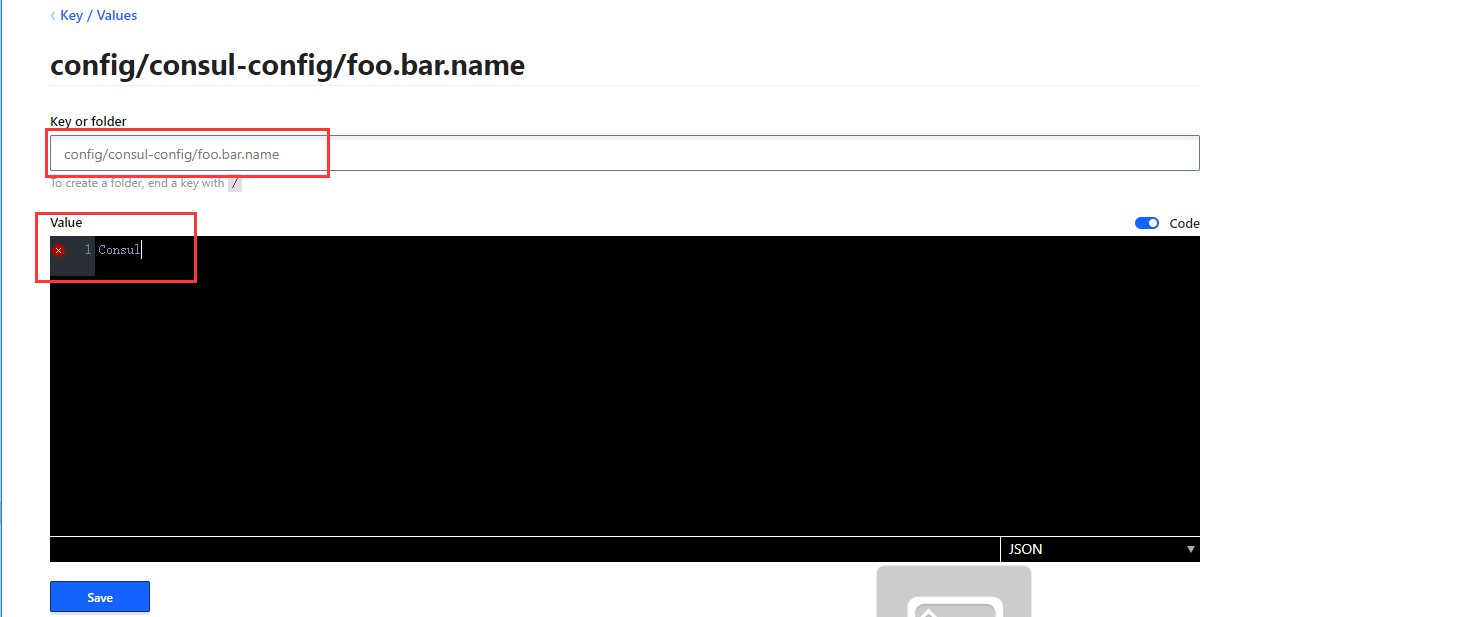 Key / Values
config/consul-config/foo.bar.name
Key or folder
config/consul-config/foo.bar.name
To create a folder, end a key with /
Value
Code
1 Consul
JSON
Save